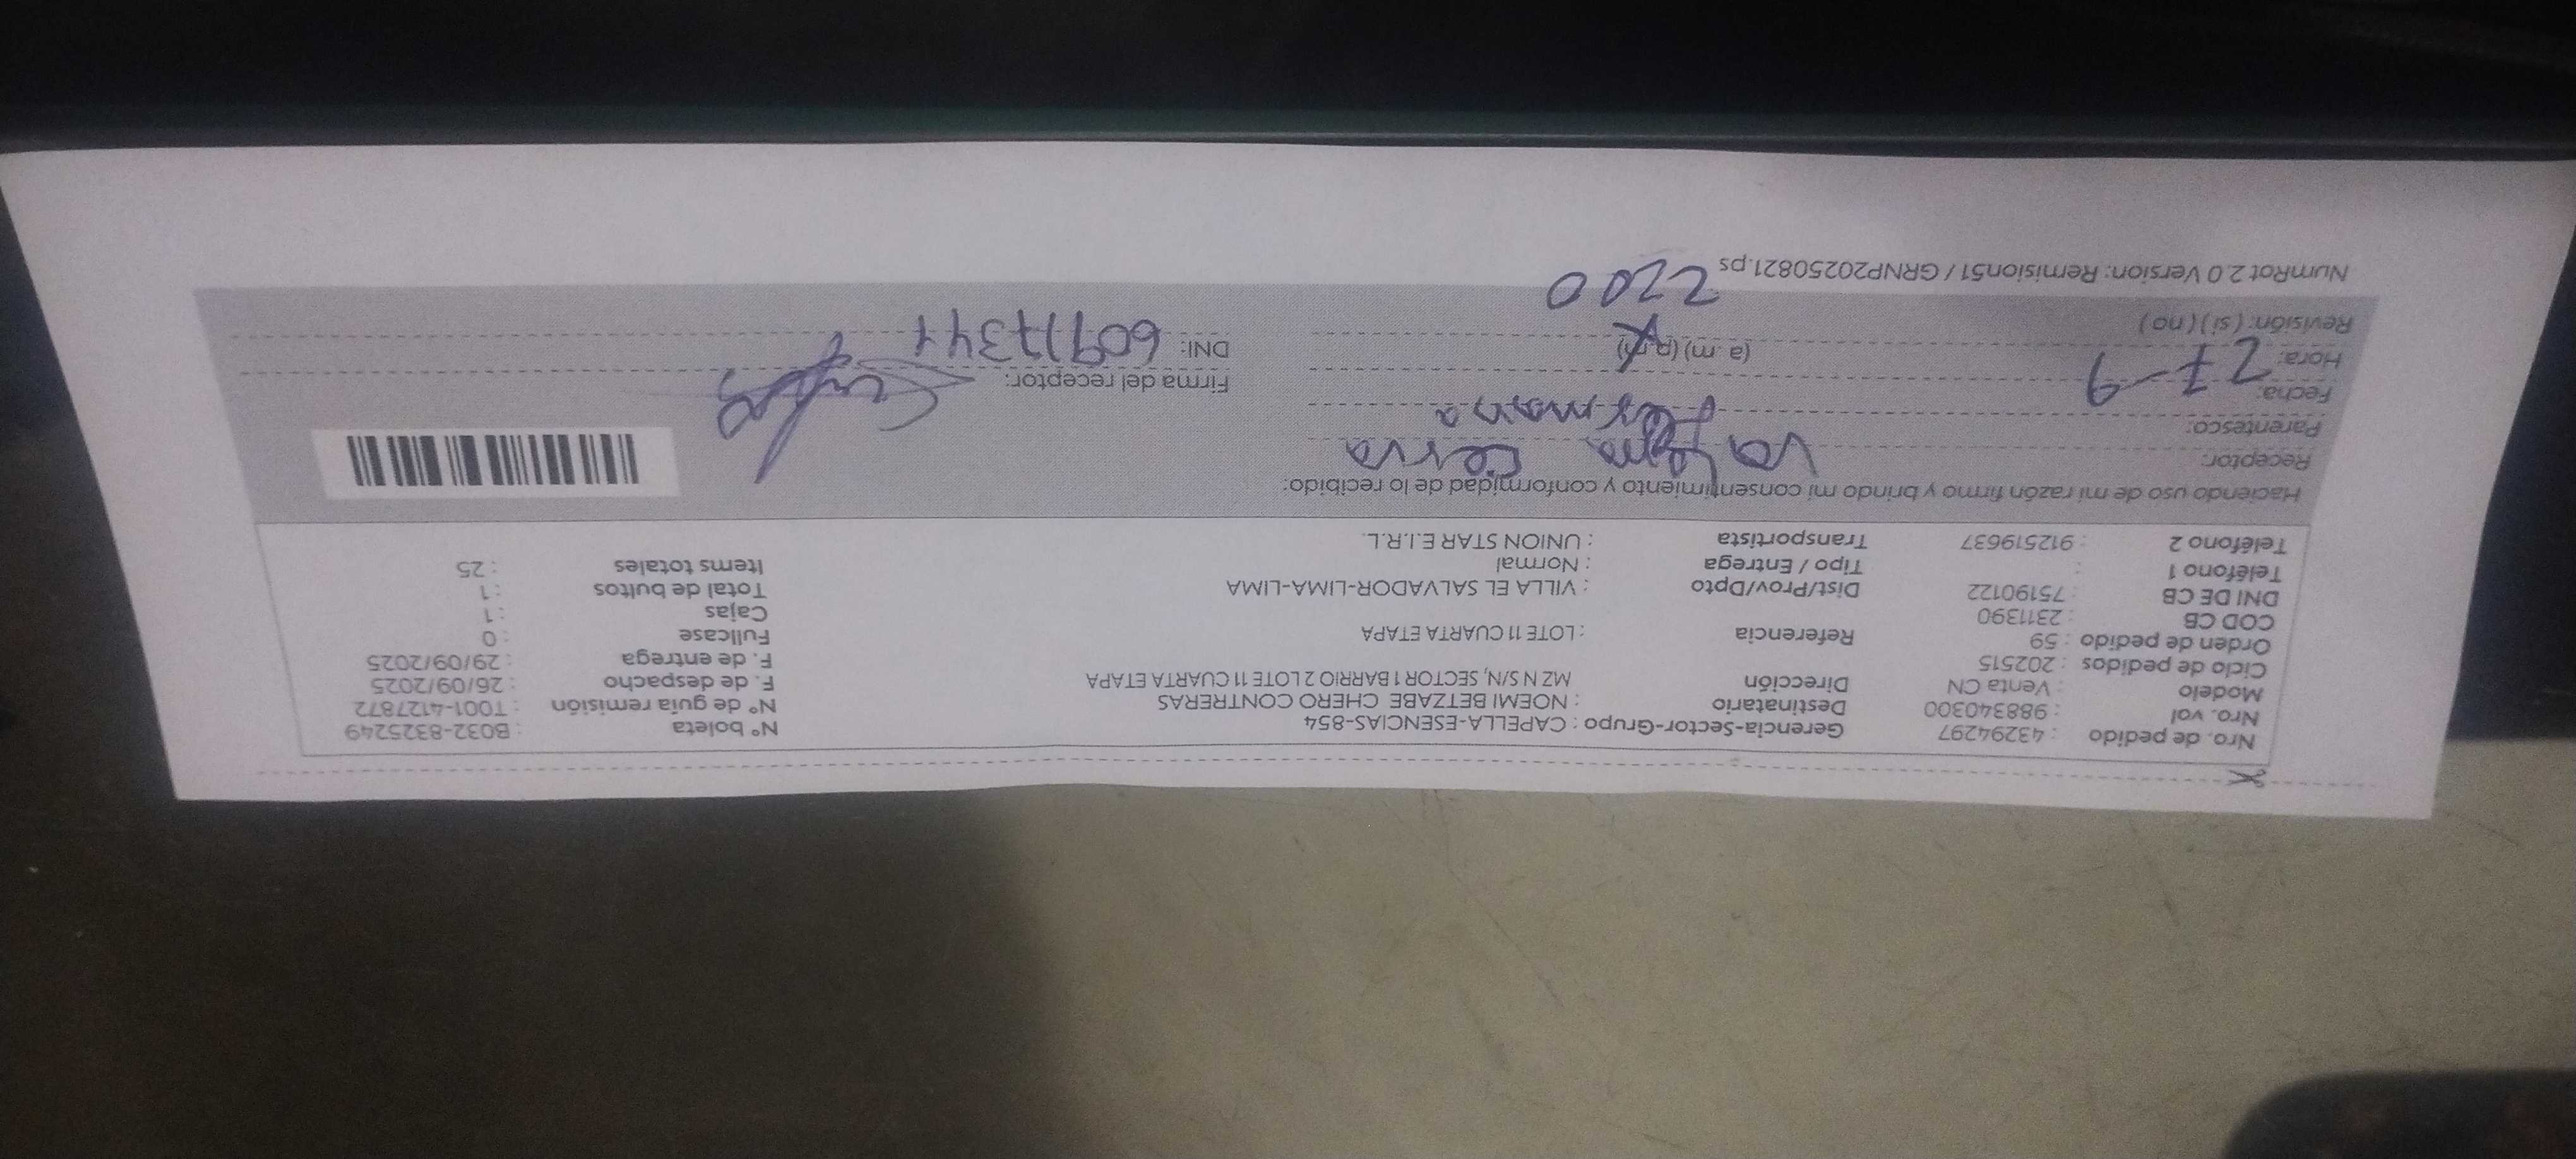 Nro. de pedido : 43294297 Gerencia-Sector-Grupo : CAPELLA-ESENCIAS-854 N° boleta : B032-8325249
Nro. val : 988340300 Destinatario : NOEMI BETZABE CHERO CONTRERAS N° de guía remisión : T001-4127872
Modelo : Venta CN Dirección MZ N S/N, SECTOR 1 BARRIO 2 LOTE 11 CUARTA ETAPA F. de despacho : 26/09/2025
Ciclo de pedidos : 202515 F. de entrega : 29/09/2025
Orden de pedido : 59 Referencia : LOTE 11 CUARTA ETAPA Fullcase : 0
COD CB : 2311390 Cajas : 1
DNI DE CB : 75190122 Dist/Prov/Dpto : VILLA EL SALVADOR-LIMA-LIMA Total de bultos : 1
Teléfono 1 : Tipo / Entrega : Normal Items totales : 25
Teléfono 2 : 912519637 Transportista : UNION STAR E.I.R.L.
Haciendo uso de mi razón firmo y brindo mi consentimiento y conformidad de lo recibido:
Receptor:
Parentesco: Hermana
Fecha: 27-9 Firma del receptor:
Hora: (a. m) (p.m) DNI: 60917344
Revisión: (si) (no)
2200
NumRot 2.0 Version: Remision51 / GRNP20250821.ps